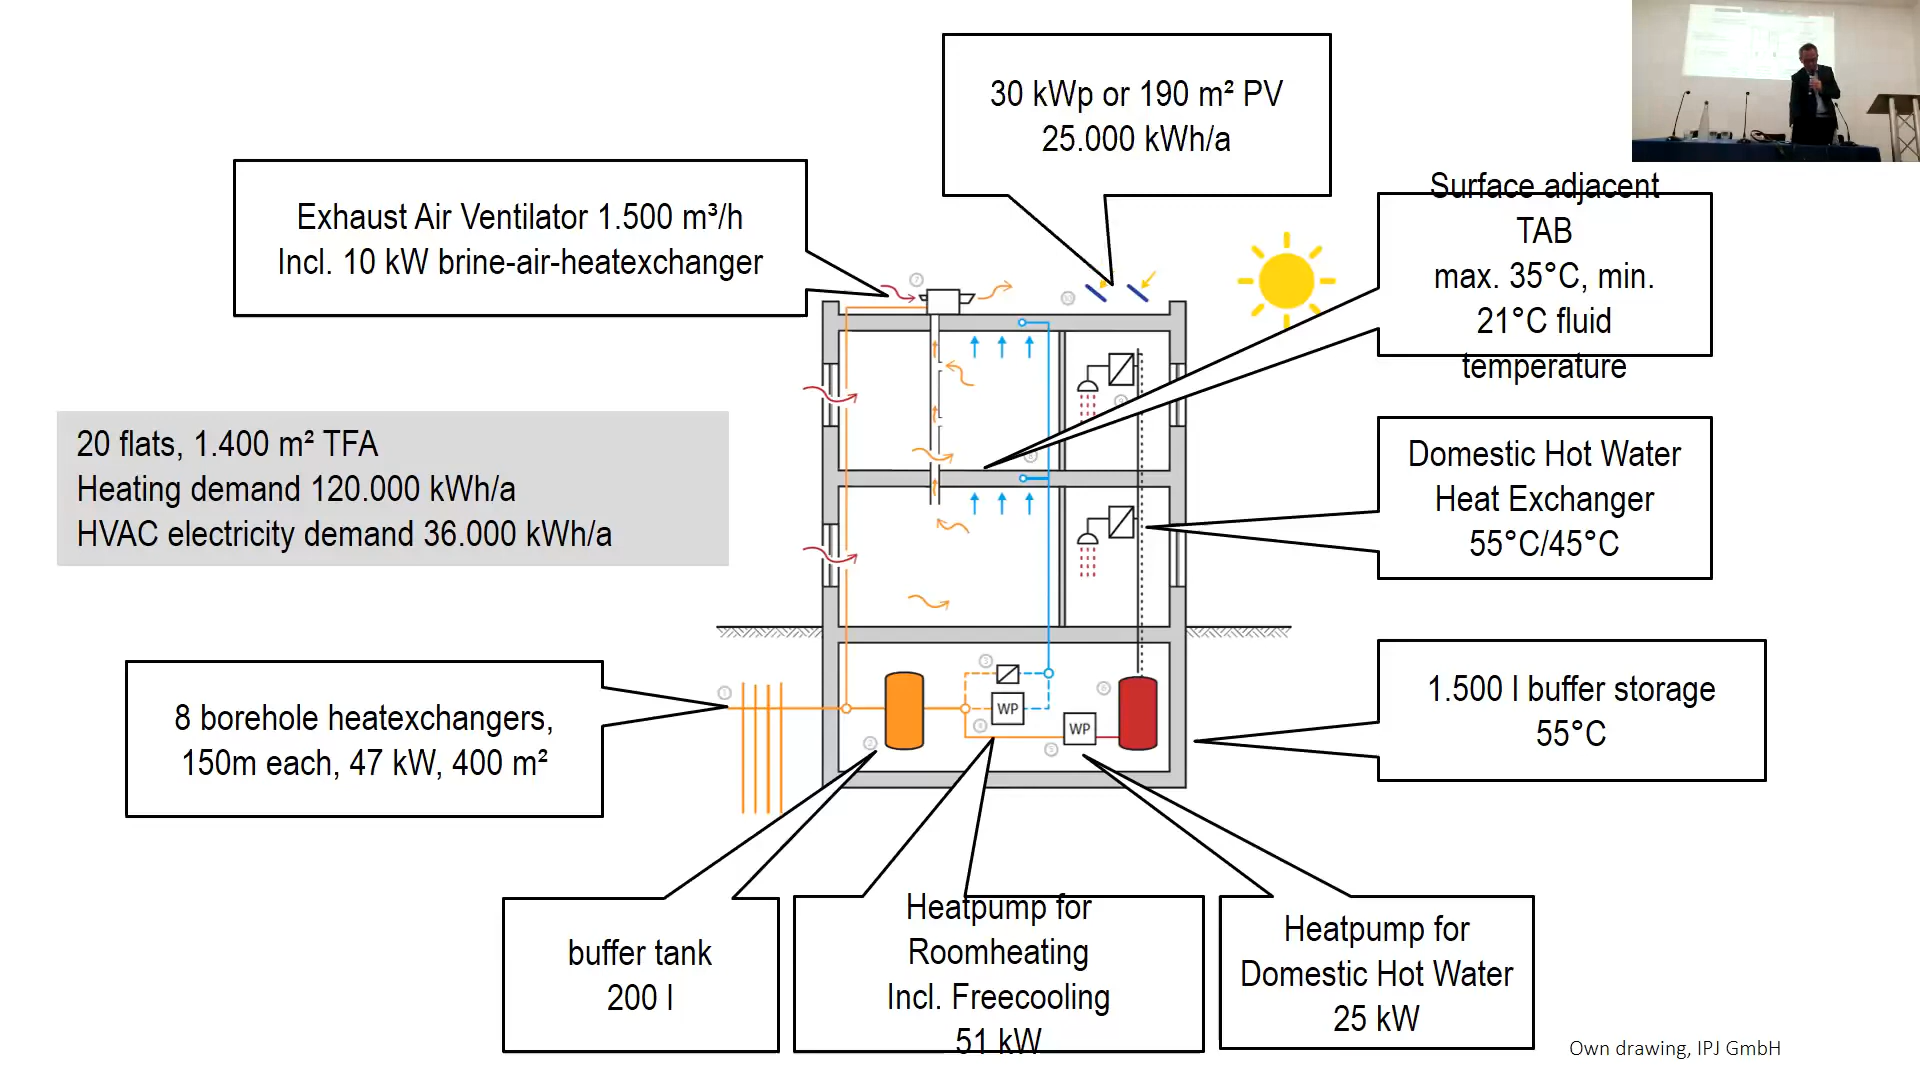 30 kWp or 190 m² PV
25.000 kWh/a
Exhaust Air Ventilator 1.500 m³/h
Incl. 10 kW brine-air-heatexchanger
Surface adjacent
TAB
max. 35°C, min.
21°C fluid
temperature
20 flats, 1.400 m² TFA
Heating demand 120.000 kWh/a
HVAC electricity demand 36.000 kWh/a
Domestic Hot Water
Heat Exchanger
55°C/45°C
8 borehole heatexchangers,
150m each, 47 kW, 400 m²
WP
WP
1.500 l buffer storage
55°C
buffer tank
200 l
Heatpump for
Roomheating
Incl. Freecooling
51 kW
Heatpump for
Domestic Hot Water
25 kW
Own drawing, IPJ GmbH